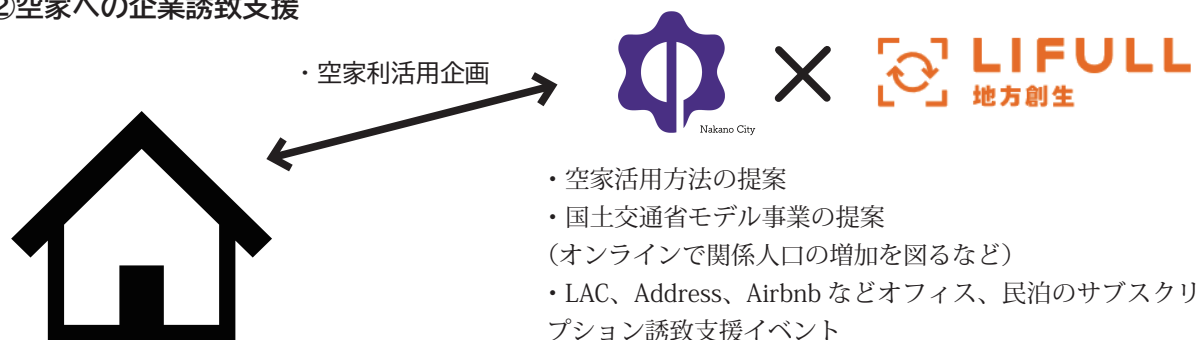 ②空家への企業誘致支援
・空家利活用企画
Nakano City
LIFULL
地方創生
・空家活用方法の提案
・国土交通省モデル事業の提案
（オンラインで関係人口の増加を図るなど）
・LAC、Address、Airbnb などオフィス、民泊のサブスクリ
プション誘致支援イベント